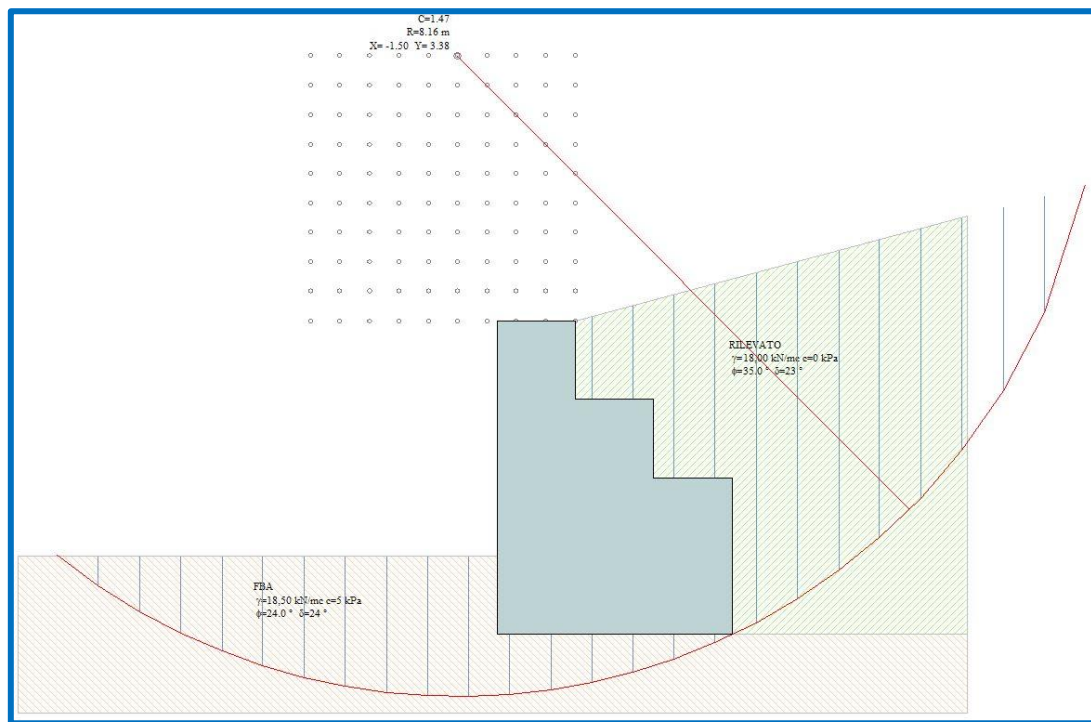 C=1.47
R=8.16 m
X= -1.50 Y= 3.38
RILEVATO
γ=18,00 kN/mc c=0 kPa
ϕ=35.0 ° δ=23 °
FBA
γ=18,50 kN/mc c=5 kPa
ϕ=24.0 ° δ=24 °